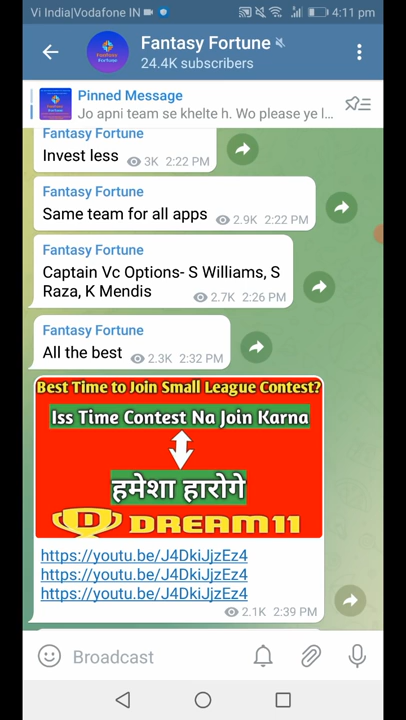 Vi India|Vodafone IN
4:11 pm
Fantasy Fortune
24.4K subscribers
Pinned Message
Jo apni team se khelte h. Wo please ye l...
Fantasy Fortune
Invest less
3K 2:22 PM
Fantasy Fortune
Same team for all apps
2.9K 2:22 PM
Fantasy Fortune
Captain Vc Options- S Williams, S
Raza, K Mendis
2.7K 2:26 PM
Fantasy Fortune
All the best
2.3K 2:32 PM
Best Time to Join Small League Contest?
Iss Time Contest Na Join Karna
हमेशा हारोगे
DREAM11
https://youtu.be/J4DkiJjzEz4
https://youtu.be/J4DkiJjzEz4
https://youtu.be/J4DkiJjzEz4
2.1K 2:39 PM
Broadcast